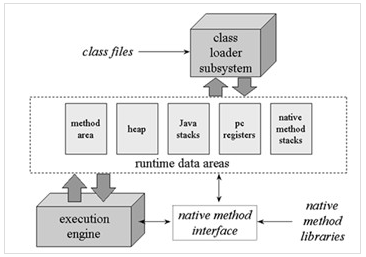 class files
class
loader
subsystem
method
area
heap
Java
stacks
pc
registers
native
method
stacks
runtime data areas
execution
engine
native method
interface
native
method
libraries